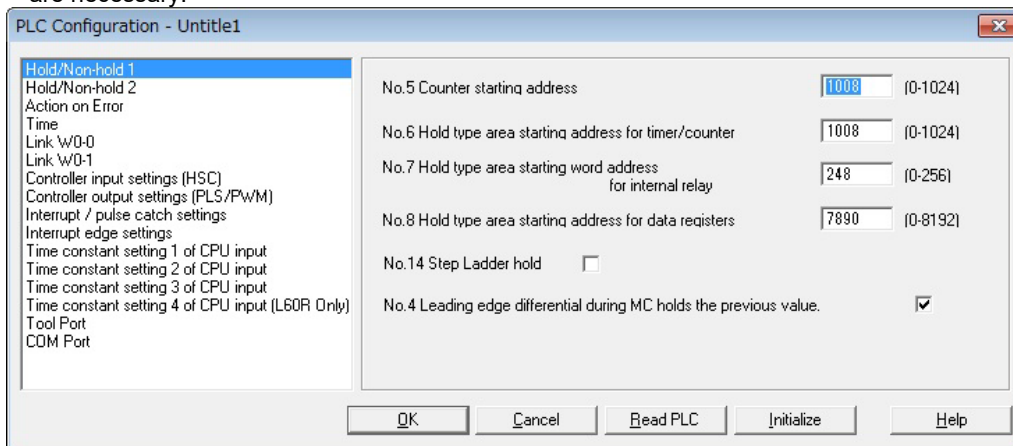 are necessary.
PLC Configuration - Untitle1
Hold/Non-hold 1
Hold/Non-hold 2
Action on Error
Time
Link W0-0
Link W0-1
Controller input settings (HSC)
Controller output settings (PLS/PWM)
Interrupt / pulse catch settings
Interrupt edge settings
Time constant setting 1 of CPU input
Time constant setting 2 of CPU input
Time constant setting 3 of CPU input
Time constant setting 4 of CPU input (L60R Only)
Tool Port
COM Port
No.5 Counter starting address 1008 (0-1024)
No.6 Hold type area starting address for timer/counter 1008 (0-1024)
No.7 Hold type area starting word address
for internal relay 248 (0-256)
No.8 Hold type area starting address for data registers 7890 (0-8192)
No.14 Step Ladder hold
No.4 Leading edge differential during MC holds the previous value.
OK Cancel Read PLC Initialize Help